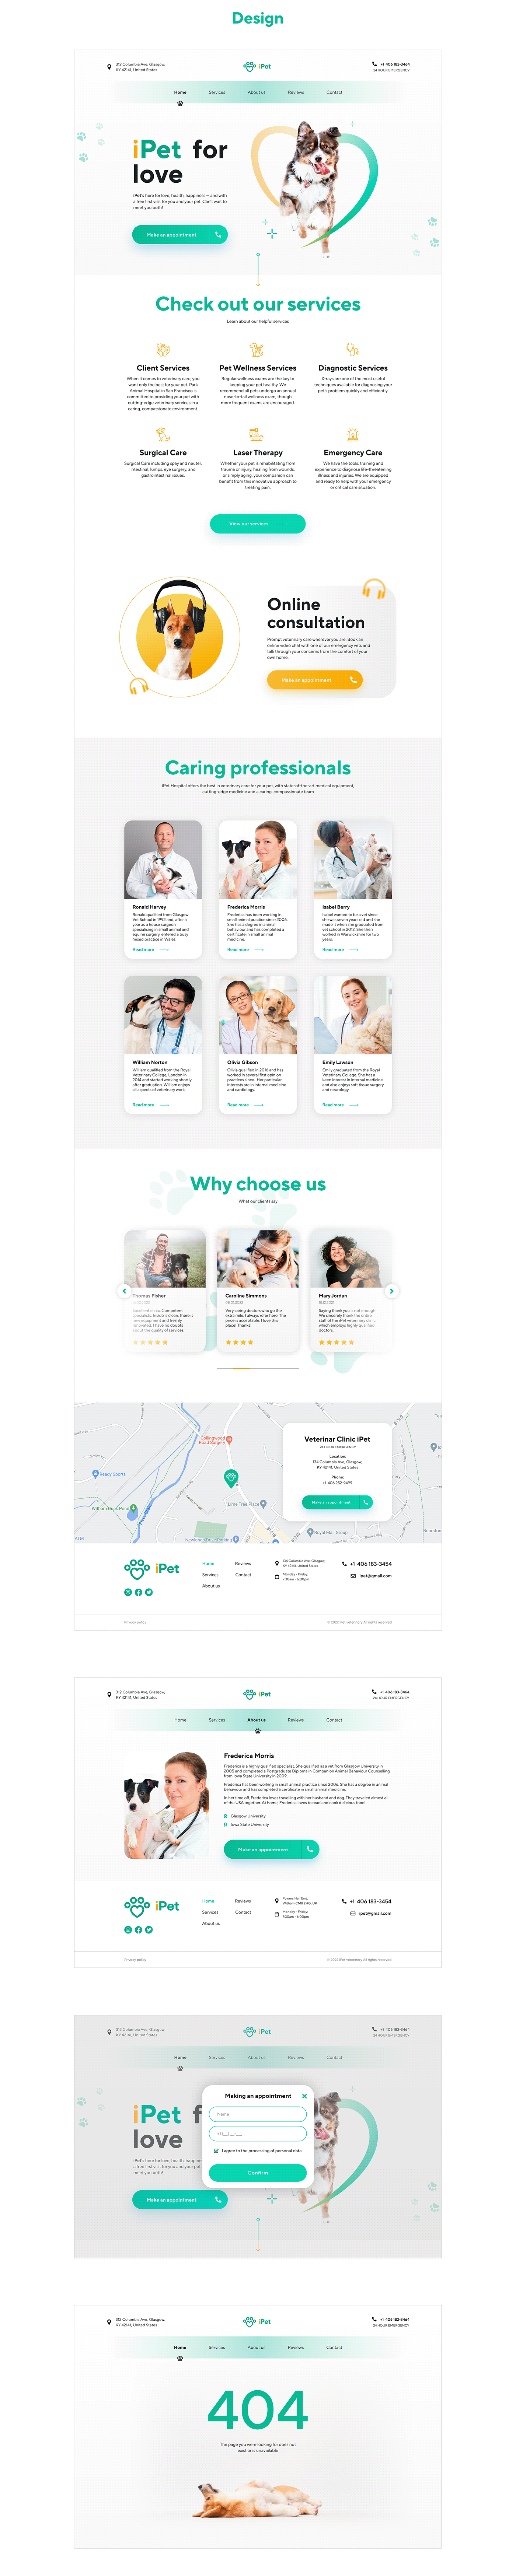 Design
312 Columbia Ave, Glasgow,
KY 42141, United States
iPet
+1 406 183-3464
24 HOUR EMERGENCY
Home
Services
About us
Reviews
Contact
iPet for
love
iPet's here for love, health, happiness — and with
a free first visit for you and your pet. Can't wait to
meet you both!
Make an appointment
Check out our services
Learn about our helpful services
Client Services
When it comes to veterinary care, you
want only the best for your pet. Park
Animal Hospital in San Francisco is
committed to providing your pet with
cutting-edge veterinary services in a
caring, compassionate environment.
Pet Wellness Services
Regular wellness exams are the key to
keeping your pet healthy. We
recommend all pets undergo an annual
nose-to-tail wellness exam, though
more frequent exams are encouraged.
Diagnostic Services
X-rays are one of the most useful
techniques available for diagnosing your
pet's problem quickly and efficiently.
Surgical Care
Surgical Care including spay and neuter,
intestinal, lumps, eye surgery, and
gastrointestinal issues.
Laser Therapy
Whether your pet is rehabilitating from
trauma or injury, healing from wounds,
or simply aging, your companion can
benefit from this innovative approach to
treating pain.
Emergency Care
We have the tools, training and
experience to diagnose life-threatening
illness and injuries. We are equipped
and ready to help with your emergency
or critical care situation.
View our services
Online
consultation
Prompt veterinary care wherever you are. Book an
online video chat with one of our emergency vets and
talk through your concerns from the comfort of your
own home.
Make an appointment
Caring professionals
iPet Hospital offers the best in veterinary care for your pet, with state-of-the-art medical equipment,
cutting-edge medicine and a caring, compassionate team
Ronald Harvey
Ronald qualified from Glasgow
Vet School in 1992 and, after a
year as a house surgeon
specialising in small animal and
equine surgery, entered a busy
mixed practice in Wales.
Read more
Frederica Morris
Frederica has been working in
small animal practice since 2006.
She has a degree in animal
behaviour and has completed a
certificate in small animal
medicine.
Read more
Isabel Berry
Isabel wanted to be a vet since
she was seven years old and she
made it when she graduated from
vet school in 2012. She then
worked in Warwickshire for two
years.
Read more
William Norton
William qualified from the Royal
Veterinary College, London in
2014 and started working shortly
after graduation. William enjoys
all aspects of veterinary work.
Read more
Olivia Gibson
Olivia qualified in 2016 and has
worked in several first opinion
practices since. Her particular
interests are in internal medicine
and cardiology.
Read more
Emily Lawson
Emily graduated from the Royal
Veterinary College. She has a
keen interest in internal medicine
and also enjoys soft tissue surgery
and neurology.
Read more
Why choose us
What our clients say
Thomas Fisher
Excellent clinic. Competent
specialists. Inside is clean, there is
new equipment and freshly
renovated. I have no doubts
about the quality of services.
Caroline Simmons
Very caring doctors who go the
extra mile. I always refer here. The
price is acceptable. I love this
place! Thanks!
Mary Jordan
Saying thank you is not enough!
We sincerely thank the entire
staff of the iPet veterinary clinic,
which employs highly qualified
doctors.
Collingwood
Road Surgery
Ready Sports
Witham Duck Pond
Lime Tree Place
Royal Mail Group
Veterinar Clinic iPet
24 HOUR EMERGENCY
Location:
134 Columbia Ave, Glasgow,
KY 42141, United States
Phone:
+1 406 252-9499
Make an appointment
iPet
Home
Services
About us
Reviews
Contact
134 Columbia Ave, Glasgow,
KY 42141, United States
Monday - Friday
7:30am - 6:00pm
+1 406 183-3454
ipet@gmail.com
Privacy policy
© 2022 iPet veterinary All rights reserved
312 Columbia Ave, Glasgow,
KY 42141, United States
iPet
+1 406 183-3464
24 HOUR EMERGENCY
Home
Services
About us
Reviews
Contact
Frederica Morris
Frederica is a highly qualified specialist. She qualified as a vet from Glasgow University in
2005 and completed a Postgraduate Diploma in Companion Animal Behaviour Counselling
from Iowa State University in 2009.
Frederica has been working in small animal practice since 2006. She has a degree in animal
behaviour and has completed a certificate in small animal medicine.
In her time off, Frederica loves travelling with her husband and dog. They traveled almost all
of the USA together. At home, Frederica loves to read and cook delicious food.
Glasgow University
Iowa State University
Make an appointment
iPet
Home
Services
About us
Reviews
Contact
Powers Hall End,
Witham CM8 2HG, UK
Monday - Friday
7:30am - 6:00pm
+1 406 183-3454
ipet@gmail.com
Privacy policy
© 2022 iPet veterinary All rights reserved
312 Columbia Ave, Glasgow,
KY 42141, United States
iPet
+1 406 183-3464
24 HOUR EMERGENCY
Home
Services
About us
Reviews
Contact
iPet f
love
iPet's here for love, health, happiness
a free first visit for you and your pet.
meet you both!
Make an appointment
Making an appointment
Name
+1 (__) __-__
I agree to the processing of personal data
Confirm
312 Columbia Ave, Glasgow,
KY 42141, United States
iPet
+1 406 183-3464
24 HOUR EMERGENCY
Home
Services
About us
Reviews
Contact
404
The page you were looking for does not
exist or is unavailable